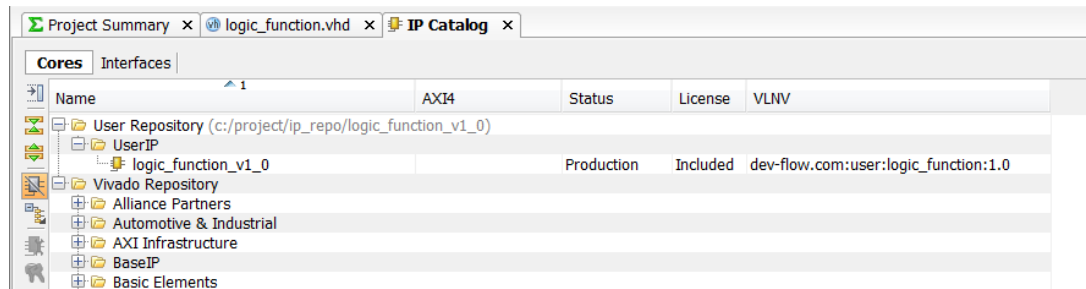 Σ Project Summary × vhd logic_function.vhd × IP Catalog ×
Cores Interfaces
Name 1 AXI4 Status License VLNV
User Repository (c:/project/ip_repo/logic_function_v1_0)
UserIP
logic_function_v1_0 Production Included dev-flow.com:user:logic_function:1.0
Vivado Repository
Alliance Partners
Automotive & Industrial
AXI Infrastructure
BaseIP
Basic Elements